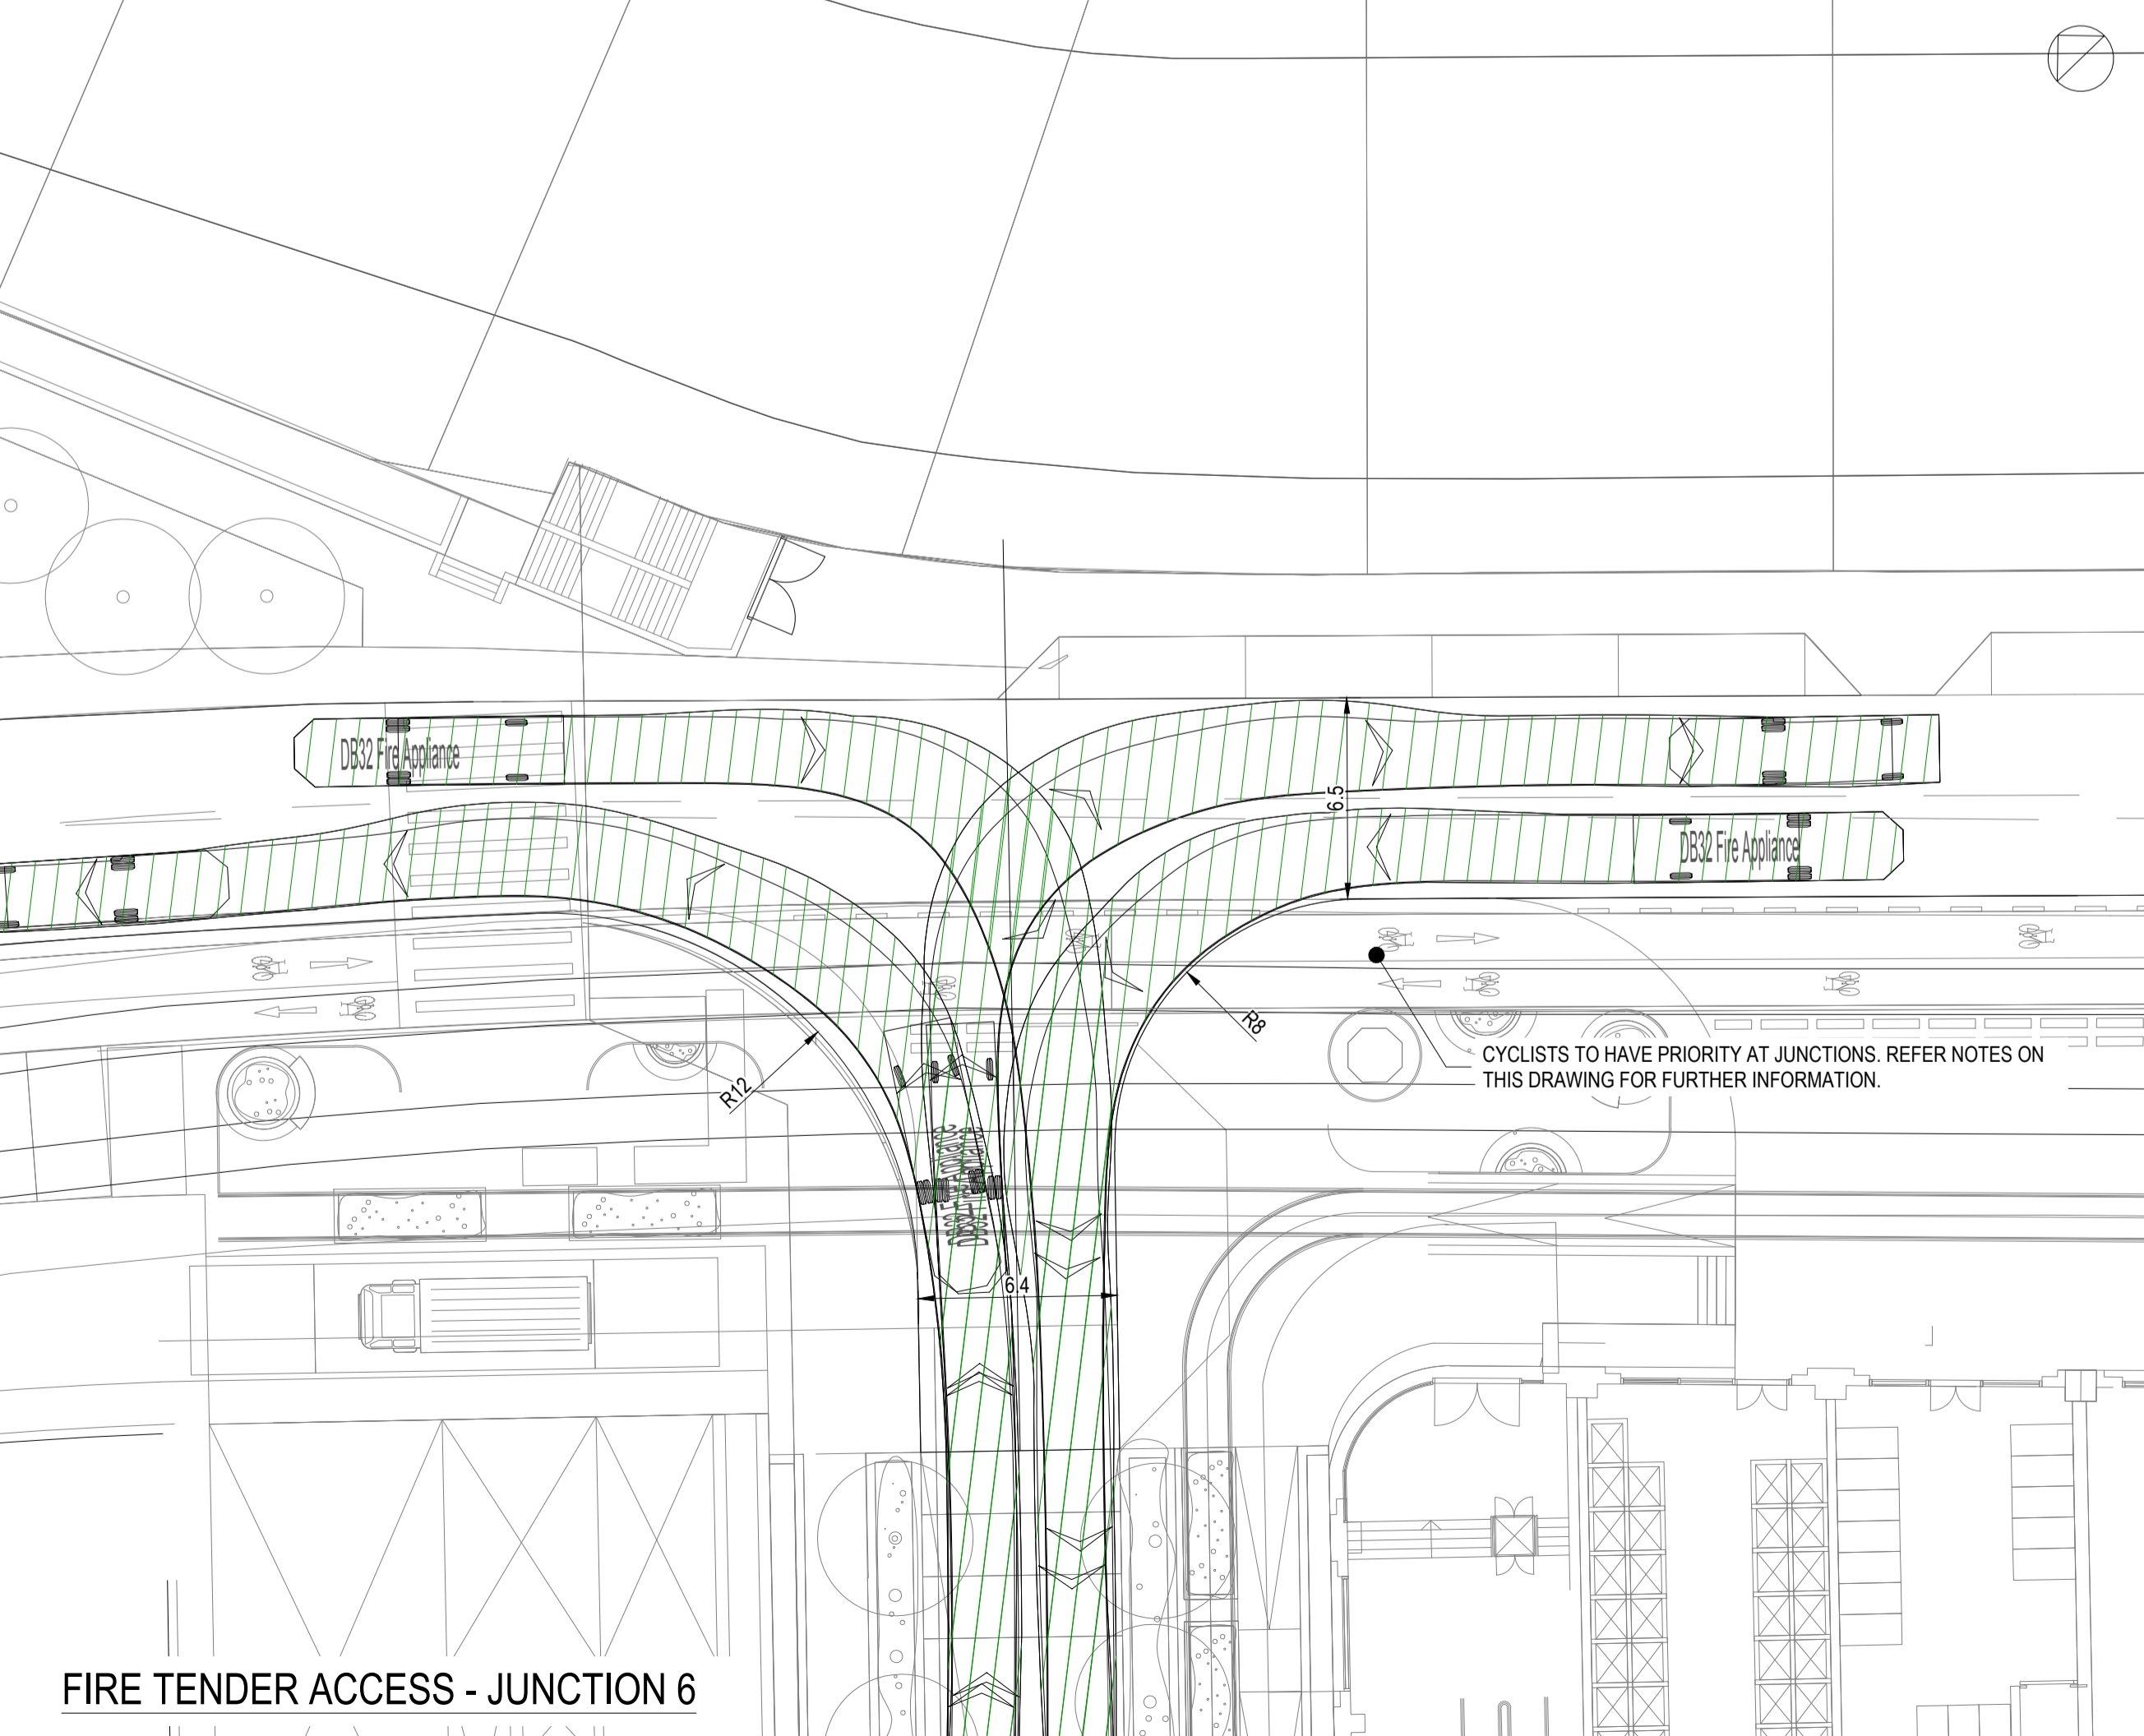 DB32 Fire Appliance
6.5
DB32 Fire Appliance
R8
CYCLISTS TO HAVE PRIORITY AT JUNCTIONS. REFER NOTES ON
THIS DRAWING FOR FURTHER INFORMATION.
R12
6.4
FIRE TENDER ACCESS - JUNCTION 6